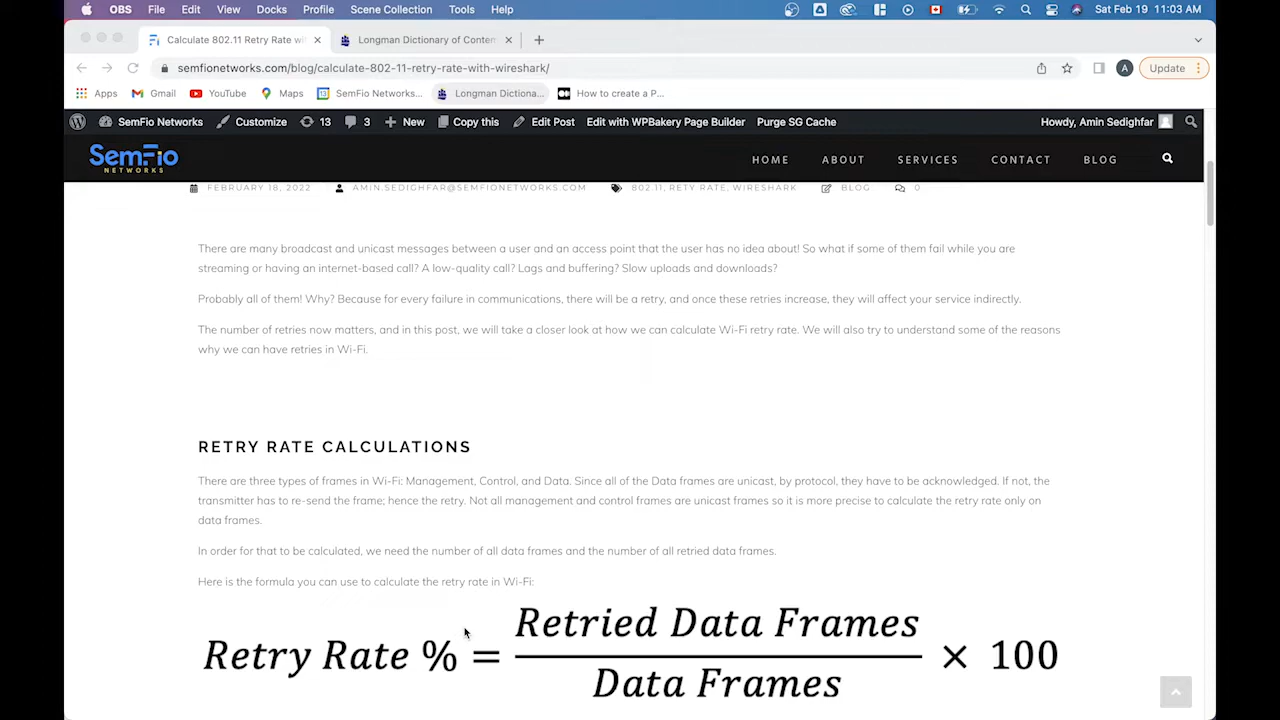 OBS File Edit View Docks Profile Scene Collection Tools Help Sat Feb 19 11:03 AM
Calculate 802.11 Retry Rate wi Longman Dictionary of Conten
semfionetworks.com/blog/calculate-802-11-retry-rate-with-wireshark/ A Update
Apps Gmail YouTube Maps SemFio Networks... Longman Dictiona... How to create a P...
SemFio Networks Customize 13 3 New Copy this Edit Post Edit with WPBakery Page Builder Purge SG Cache Howdy, Amin Sedighfar
SemFio NETWORKS HOME ABOUT SERVICES CONTACT BLOG
FEBRUARY 18, 2022 AMIN.SEDIGHFAR@SEMFIONETWORKS.COM 802.11, RETY RATE, WIRESHARK BLOG 0
There are many broadcast and unicast messages between a user and an access point that the user has no idea about! So what if some of them fail while you are
streaming or having an internet-based call? A low-quality call? Lags and buffering? Slow uploads and downloads?
Probably all of them! Why? Because for every failure in communications, there will be a retry, and once these retries increase, they will affect your service indirectly.
The number of retries now matters, and in this post, we will take a closer look at how we can calculate Wi-Fi retry rate. We will also try to understand some of the reasons
why we can have retries in Wi-Fi.
RETRY RATE CALCULATIONS
There are three types of frames in Wi-Fi: Management, Control, and Data. Since all of the Data frames are unicast, by protocol, they have to be acknowledged. If not, the
transmitter has to re-send the frame; hence the retry. Not all management and control frames are unicast frames so it is more precise to calculate the retry rate only on
data frames.
In order for that to be calculated, we need the number of all data frames and the number of all retried data frames.
Here is the formula you can use to calculate the retry rate in Wi-Fi:
Retried Data Frames
Retry Rate % = × 100
Data Frames